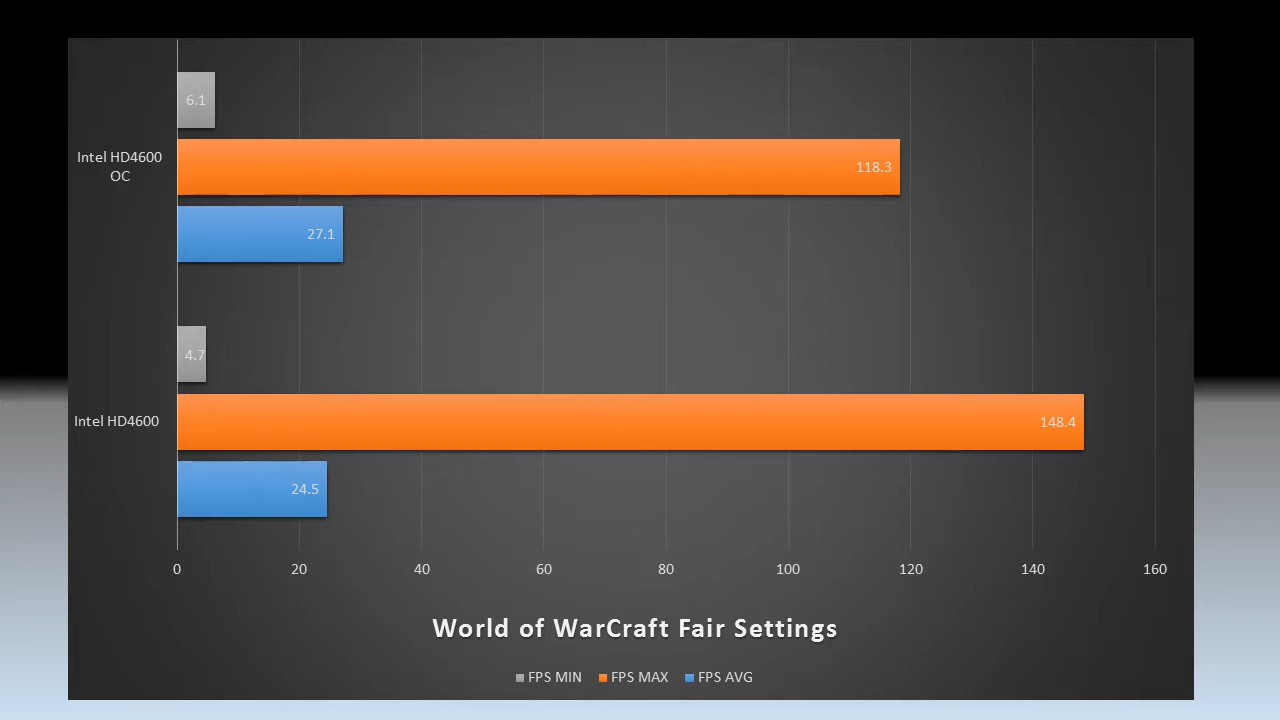 6.1
Intel HD4600
OC
118.3
27.1
4.7
Intel HD4600
148.4
24.5
0 20 40 60 80 100 120 140 160
World of WarCraft Fair Settings
FPS MIN FPS MAX FPS AVG